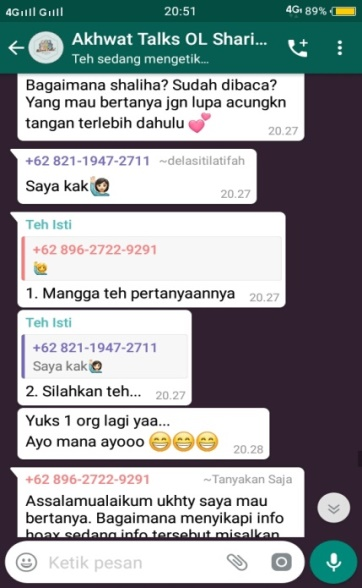 4G 4G 20:51 4G 89%
Akhwat Talks OL Shari...
Teh sedang mengetik...
Bagaimana shaliha? Sudah dibaca?
Yang mau bertanya jgn lupa acungkn
tangan terlebih dahulu 💕
20.27
+62 821-1947-2711 ~delasitilatifah
Saya kak🙋🏻
20.27
Teh Isti
+62 896-2722-9291
🙋
1. Mangga teh pertanyaannya 20.27
Teh Isti
+62 821-1947-2711
Saya kak🙋🏻
2. Silahkan teh... 20.27
Yuks 1 org lagi yaa...
Ayo mana ayooo 😁😁😁 20.28
+62 896-2722-9291 ~Tanyakan Saja
Assalamualaikum ukhty saya mau
bertanya. Bagaimana menyikapi info
hoax sedang info tersebut misalkan
Ketik pesan